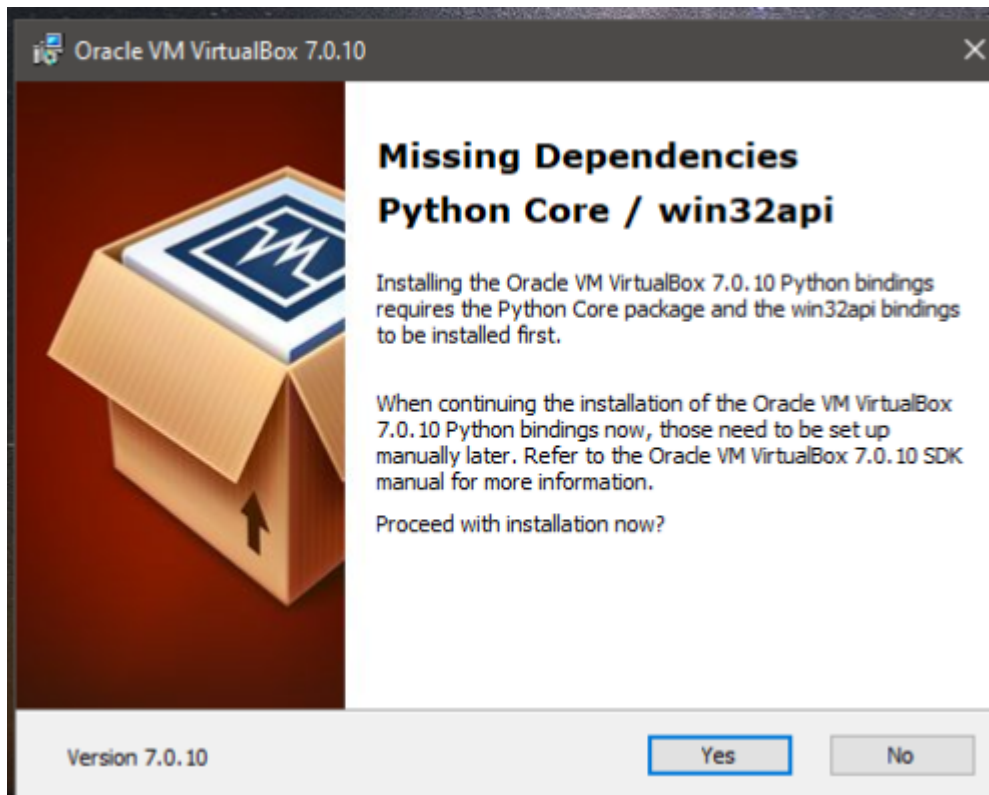 Oracle VM VirtualBox 7.0.10
Missing Dependencies
Python Core / win32api
Installing the Oracle VM VirtualBox 7.0.10 Python bindings
requires the Python Core package and the win32api bindings
to be installed first.
When continuing the installation of the Oracle VM VirtualBox
7.0.10 Python bindings now, those need to be set up
manually later. Refer to the Oracle VM VirtualBox 7.0.10 SDK
manual for more information.
Proceed with installation now?
Version 7.0.10
Yes
No